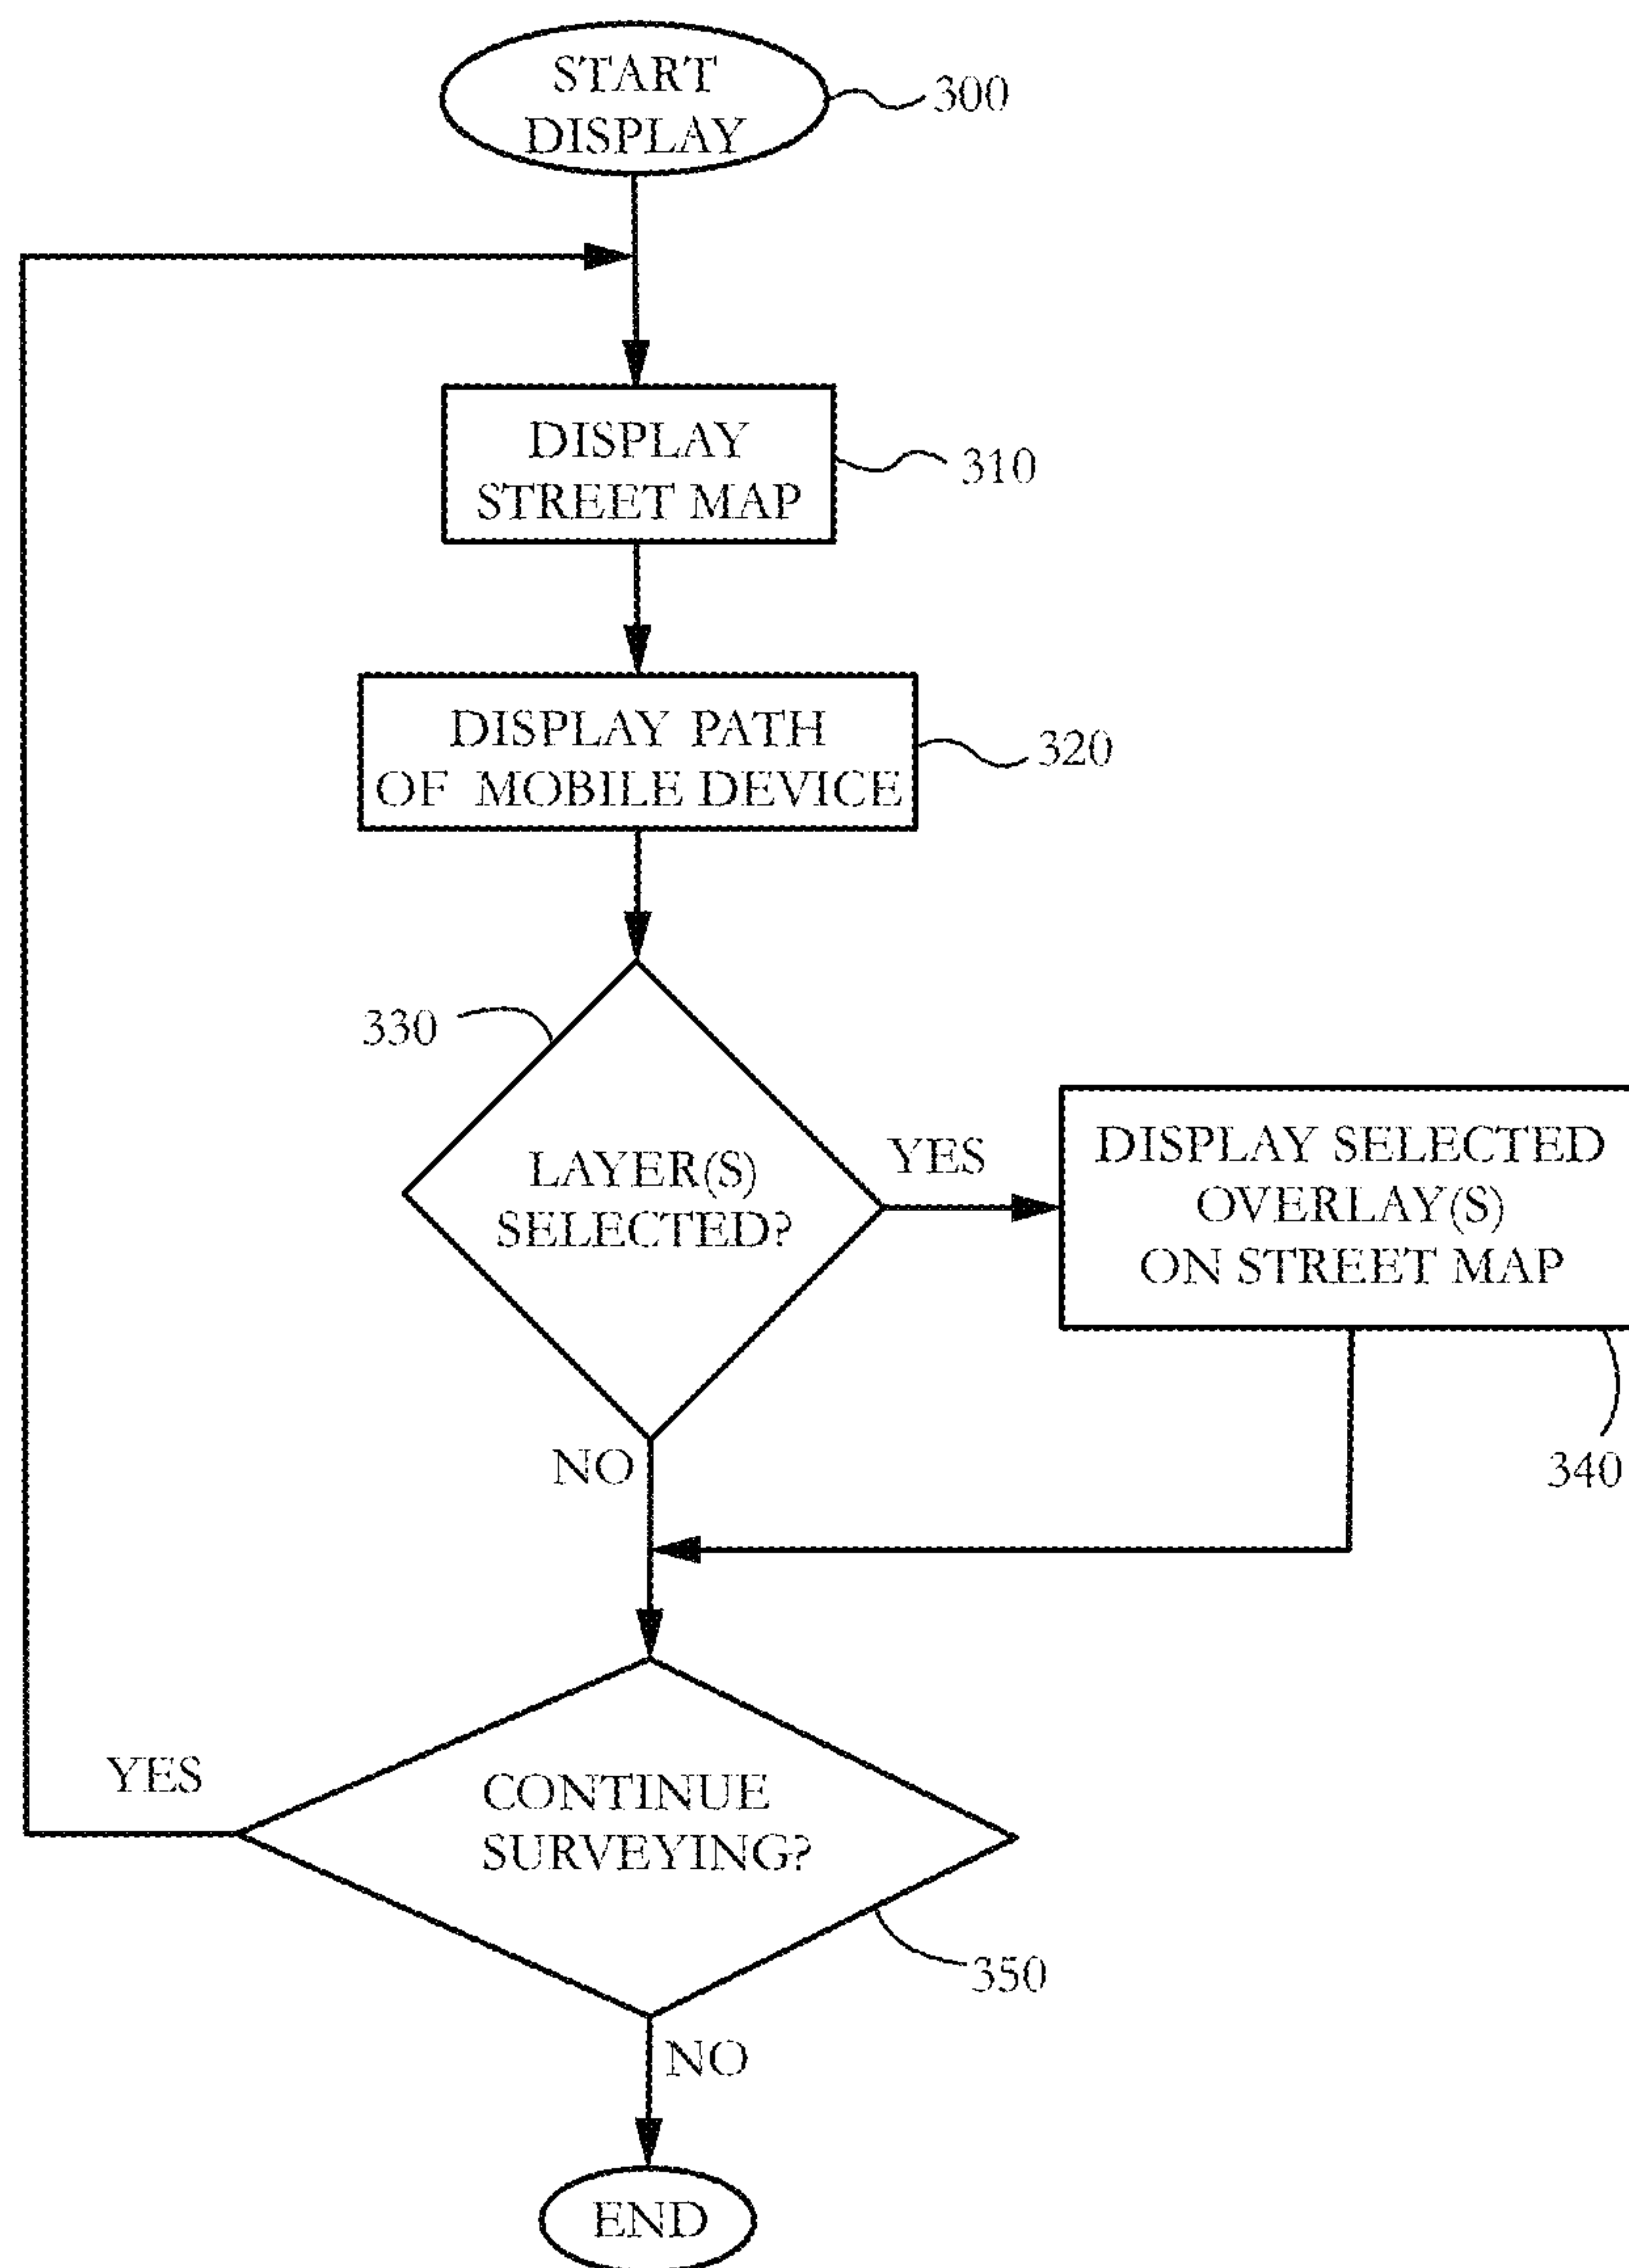 START
DISPLAY
300
DISPLAY
STREET MAP
310
DISPLAY PATH
OF MOBILE DEVICE
320
330
LAYER(S)
SELECTED?
YES
DISPLAY SELECTED
OVERLAY(S)
ON STREET MAP
340
NO
YES
CONTINUE
SURVEYING?
350
NO
END